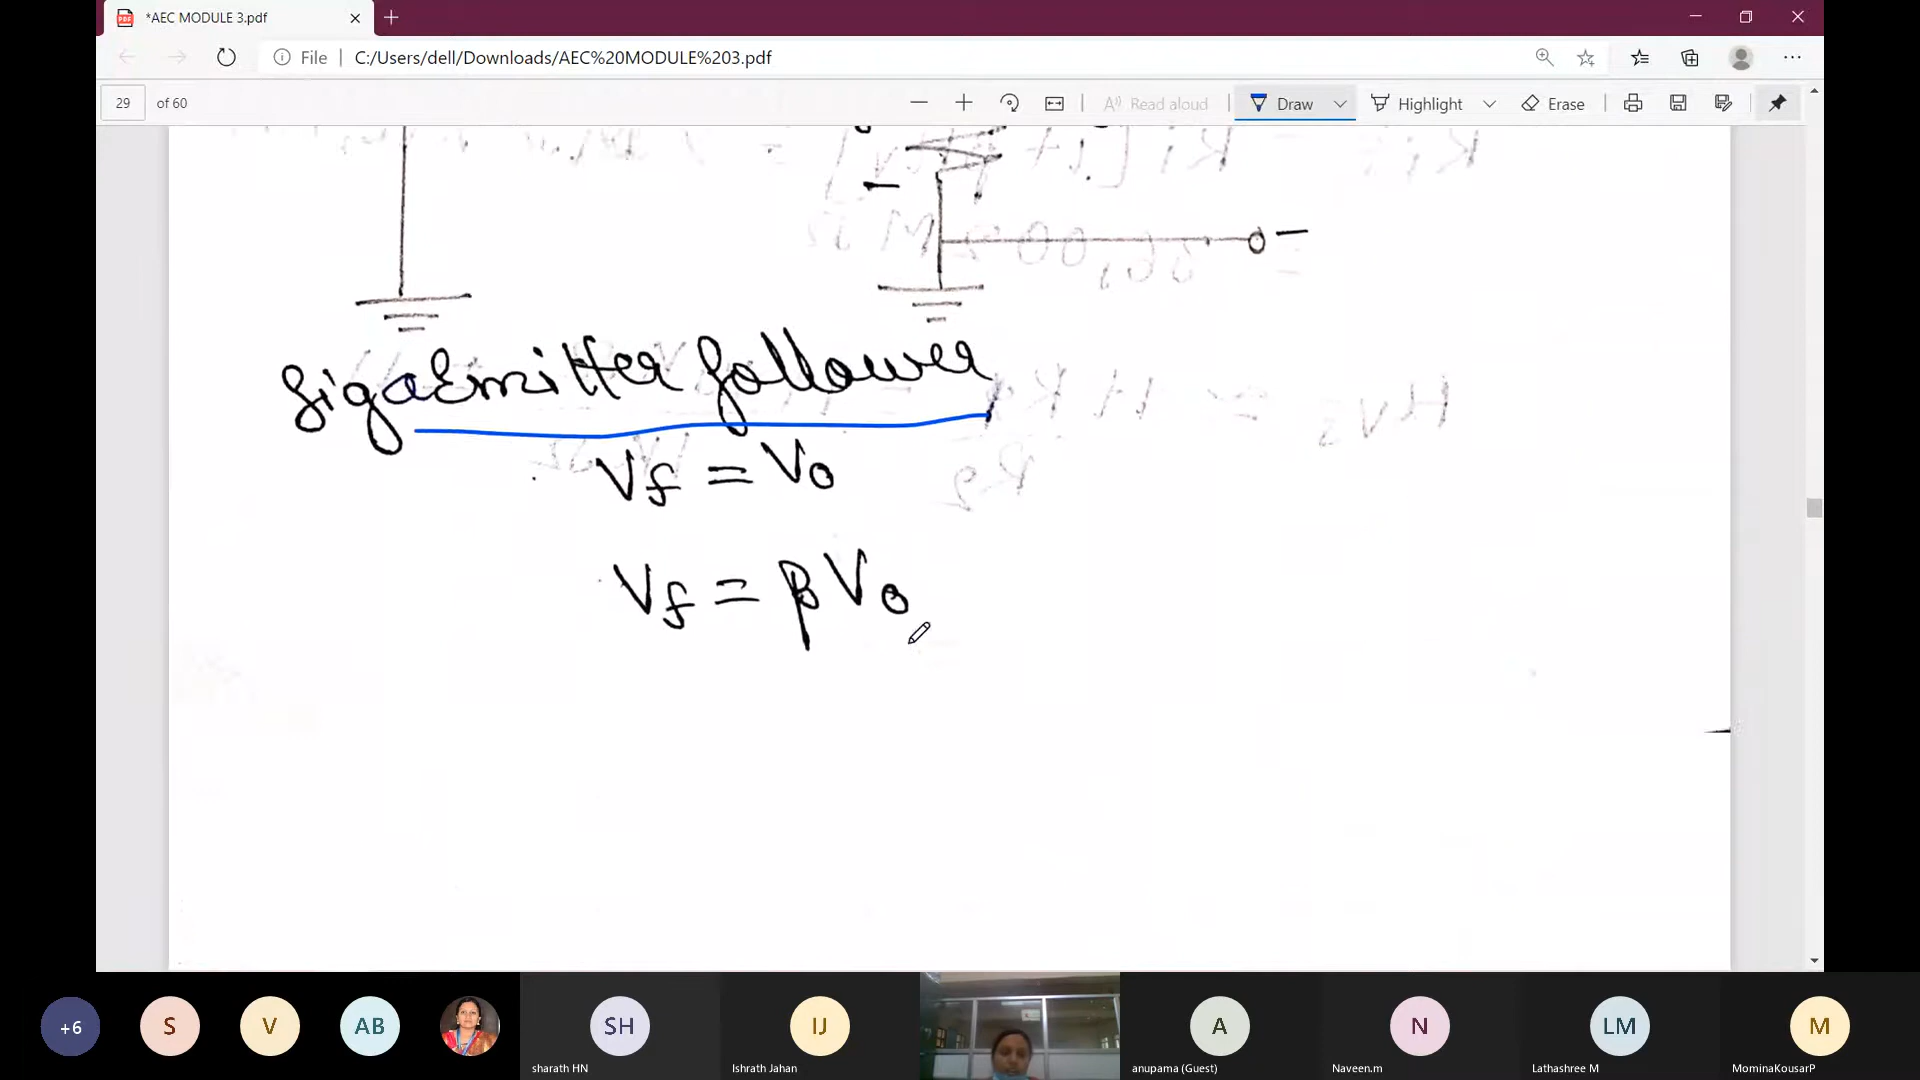 *AEC MODULE 3.pdf
File C:/Users/dell/Downloads/AEC%20MODULE%203.pdf
29 of 60 Read aloud Draw Highlight Erase
fig a Emitter follower
Vf = Vo
Vf = β Vo
+6 S V AB SH IJ A N LM M
sharath HN Ishrath Jahan anupama (Guest) Naveen.m Lathashree M MominaKousarP